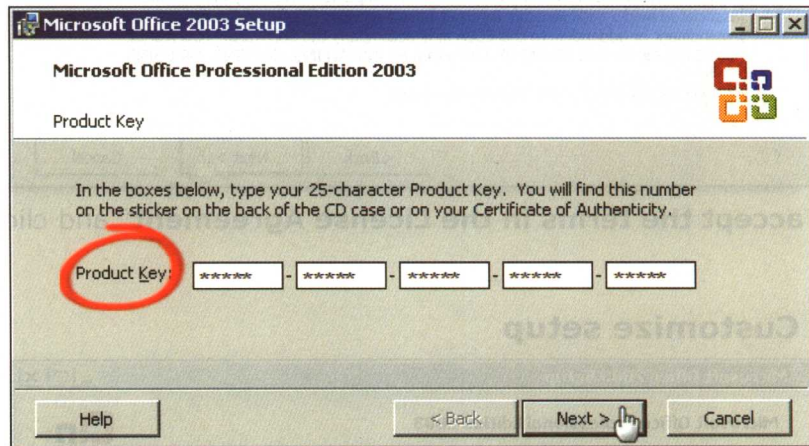 Microsoft Office 2003 Setup
Microsoft Office Professional Edition 2003
Product Key
In the boxes below, type your 25-character Product Key. You will find this number
on the sticker on the back of the CD case or on your Certificate of Authenticity.
Product Key: ***** - ***** - ***** - ***** - *****
accept the terms in the License Agreement and cli
Customize setup
Help < Back Next > Cancel